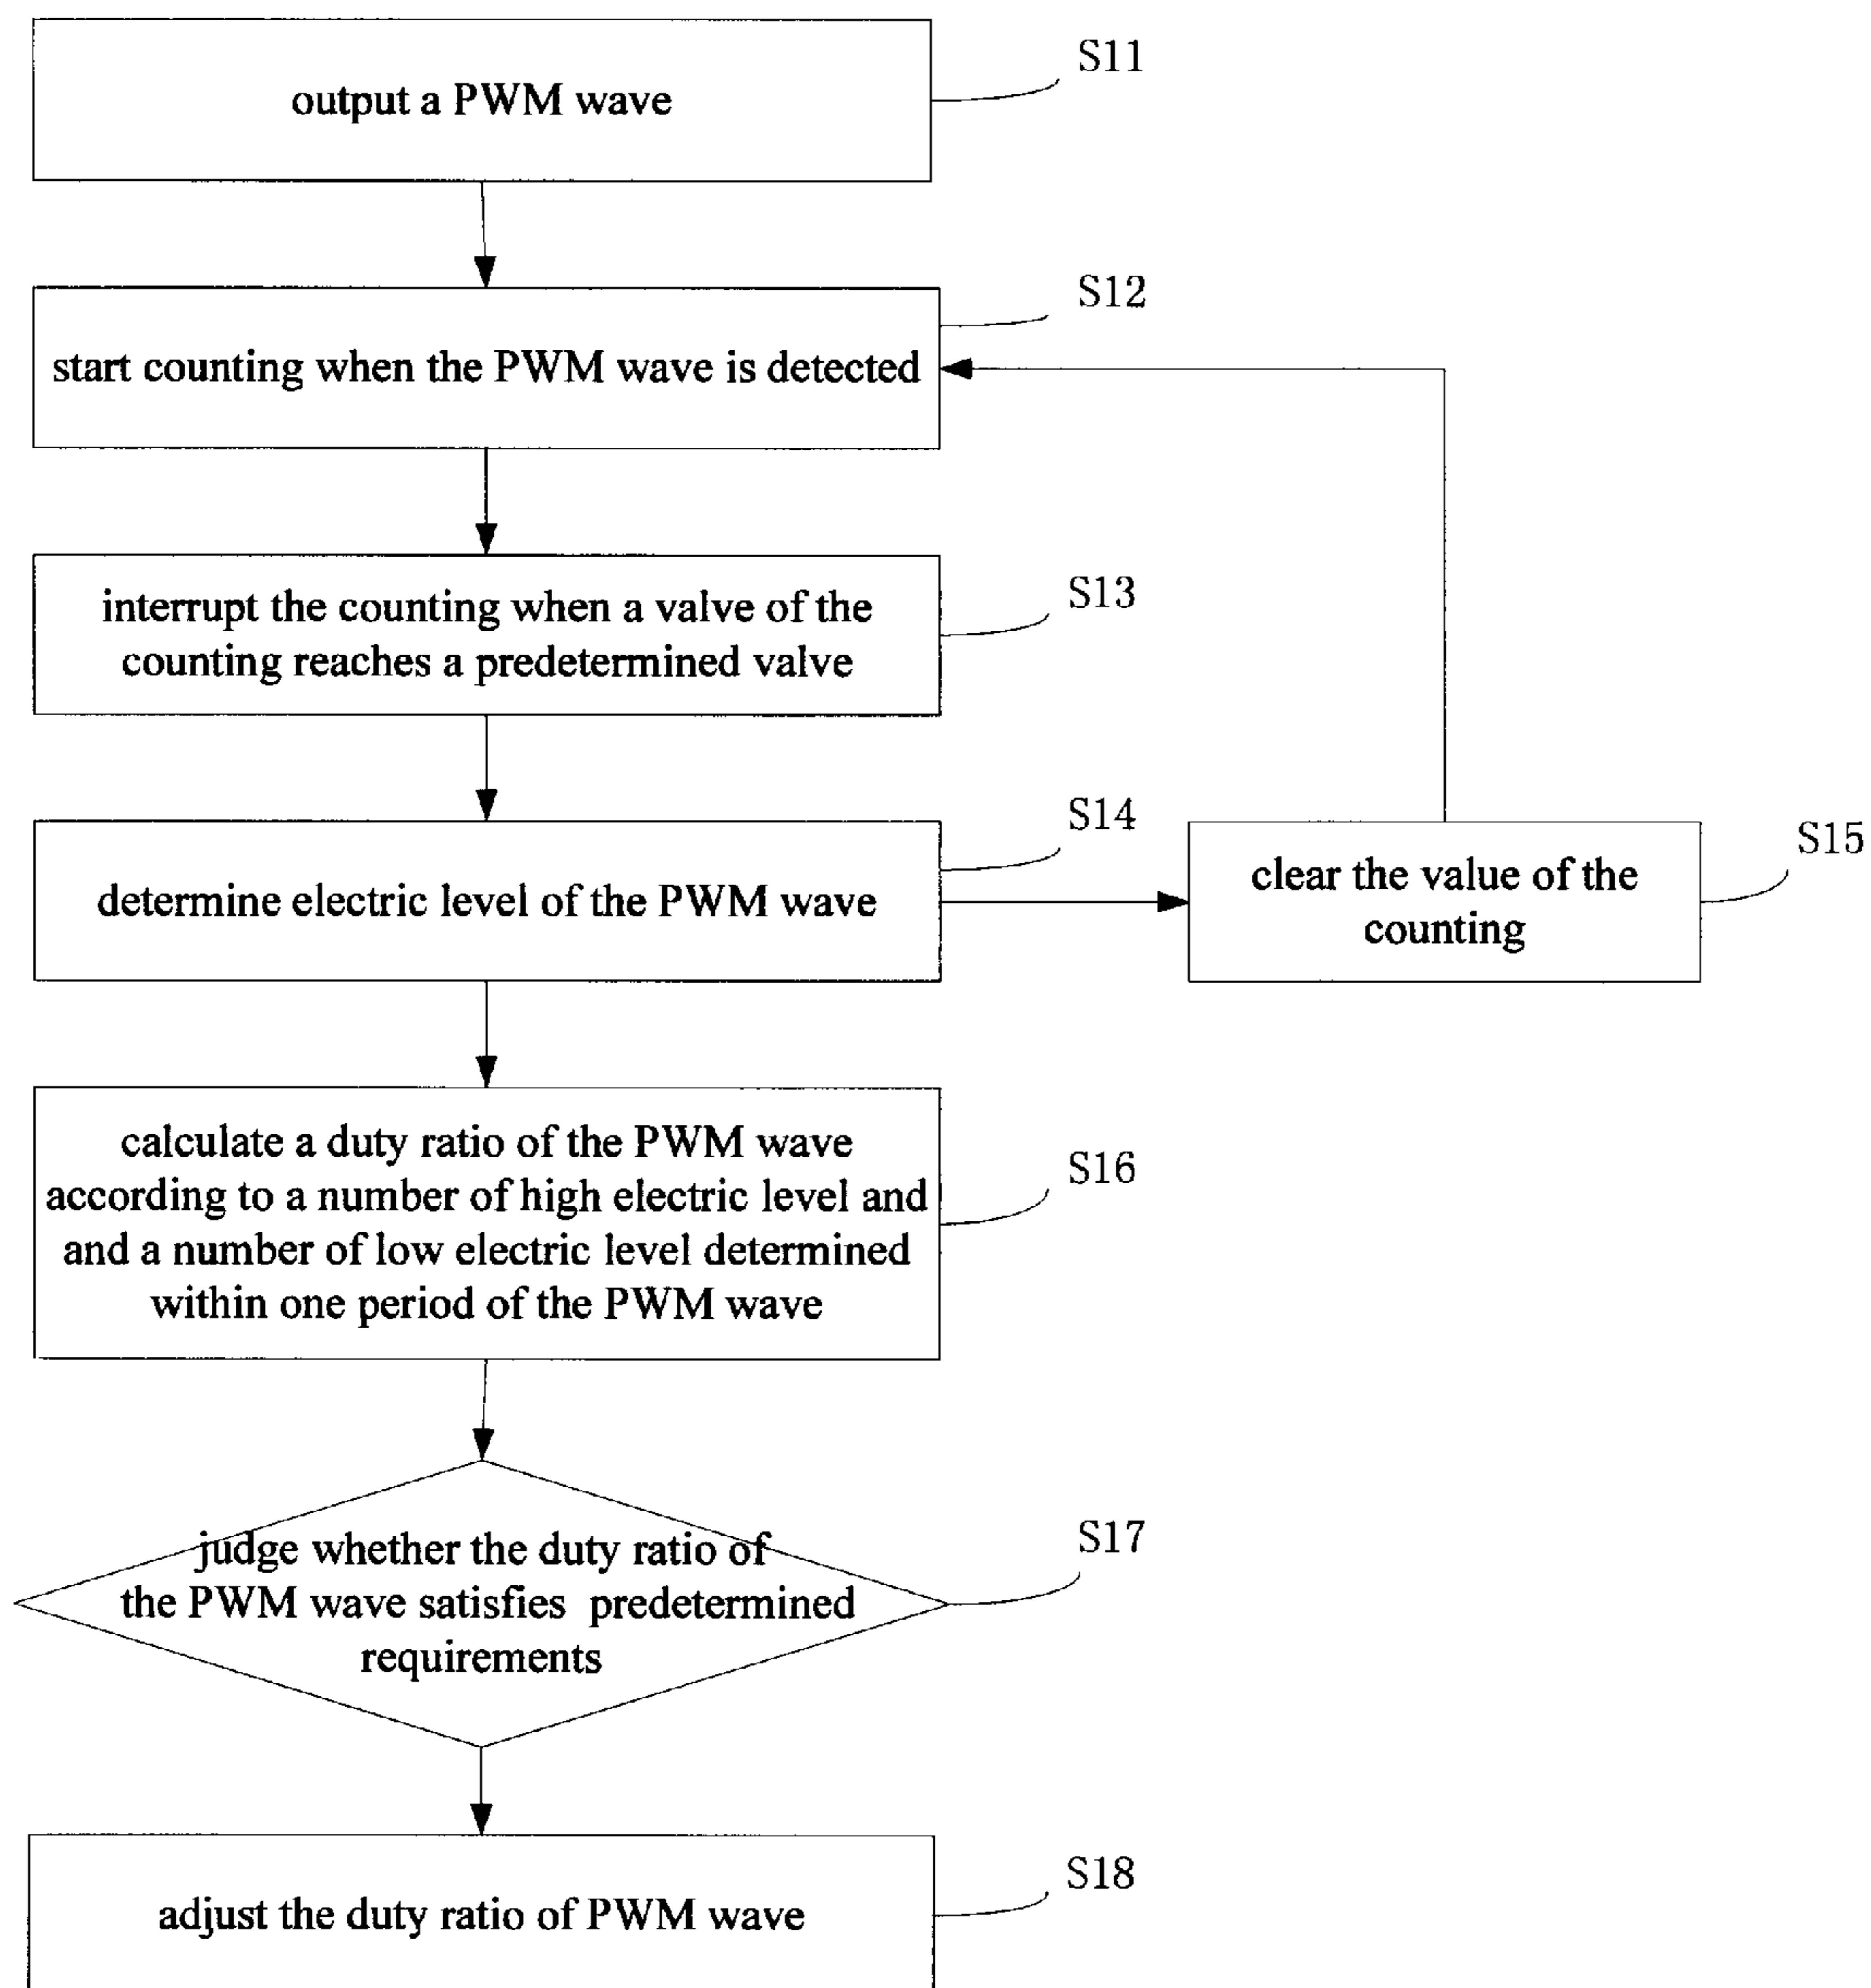 output a PWM wave
S11
start counting when the PWM wave is detected
S12
interrupt the counting when a valve of the
counting reaches a predetermined valve
S13
determine electric level of the PWM wave
S14
clear the value of the
counting
S15
calculate a duty ratio of the PWM wave
according to a number of high electric level and
and a number of low electric level determined
within one period of the PWM wave
S16
judge whether the duty ratio of
the PWM wave satisfies predetermined
requirements
S17
adjust the duty ratio of PWM wave
S18